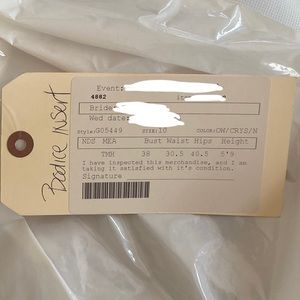 Bodice Insert
Event:
4882
Bride
Wed date:
Style:G05449 SIZE:10 COLOR:OW/CRYS/N
NDS MEA Bust Waist Hips Height
TMH 38 30.5 40.5 5'9
I have inspected this merchandise, and I am
taking it satisfied with it's condition.
Signature